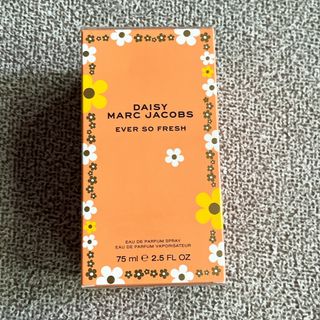 DAISY
MARC JACOBS
EVER SO FRESH
EAU DE PARFUM SPRAY
EAU DE PARFUM VAPORISATEUR
75 ml ℮ 2.5 FL OZ